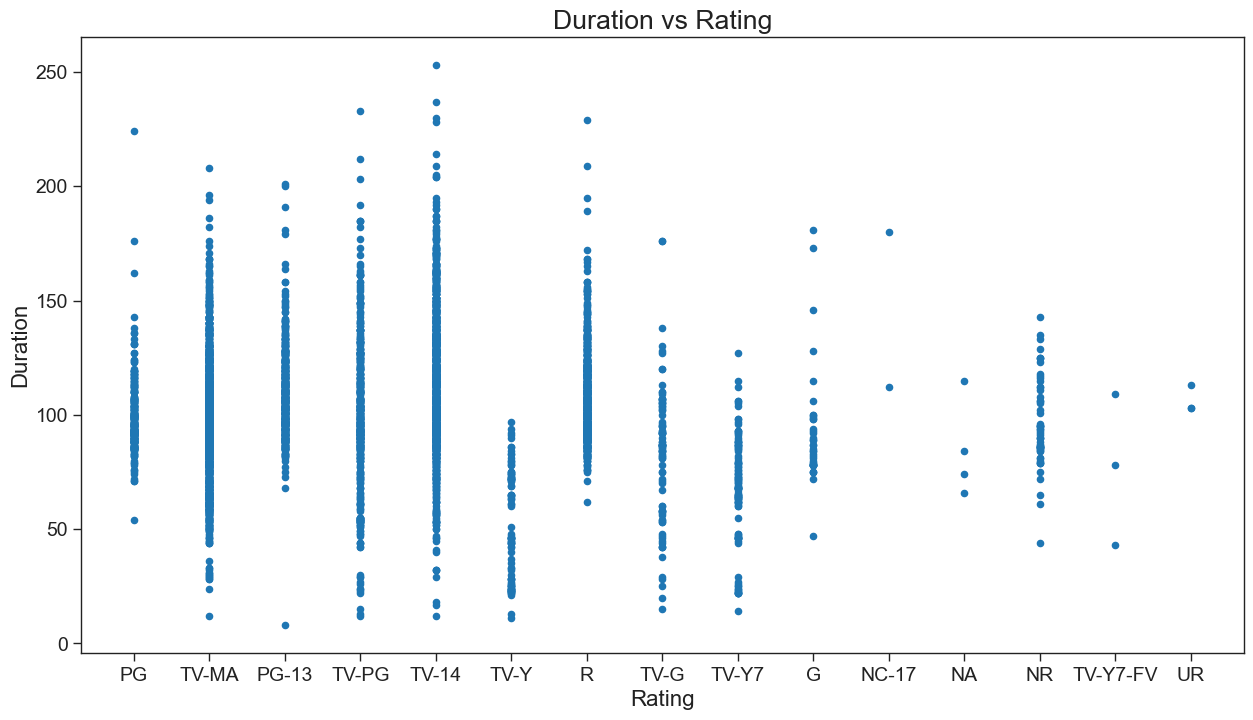 Duration vs Rating
250
200
150
100
50
0
Duration
PG TV-MA PG-13 TV-PG TV-14 TV-Y R TV-G TV-Y7 G NC-17 NA NR TV-Y7-FV UR
Rating